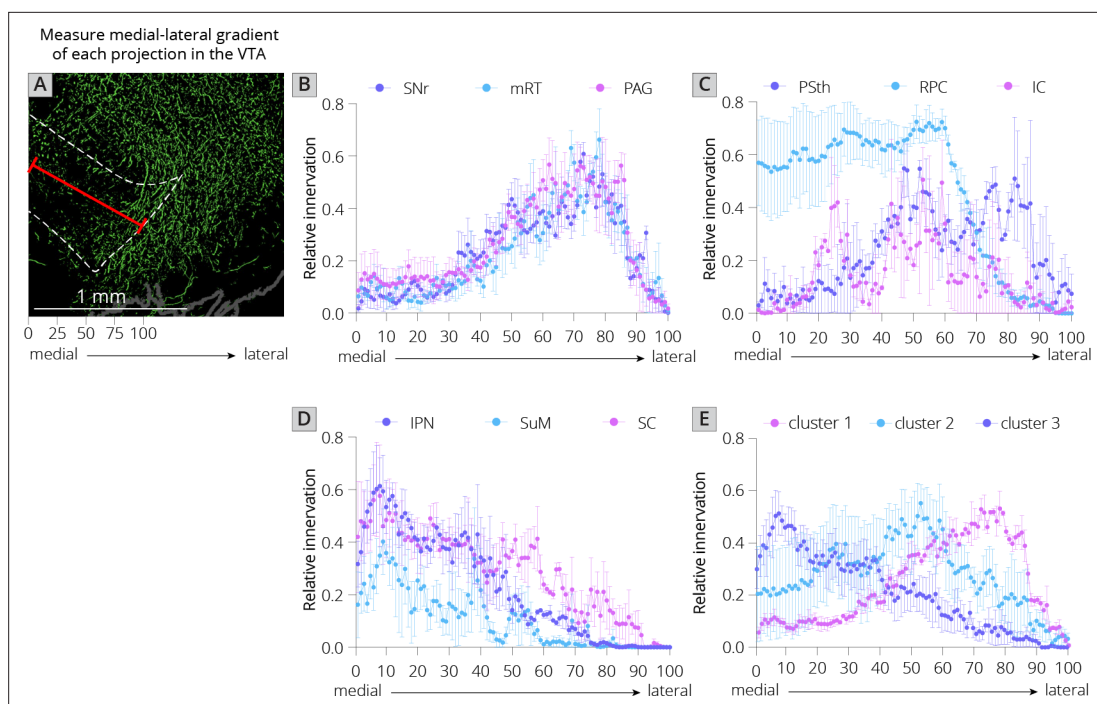 Measure medial-lateral gradient
of each projection in the VTA
A
1 mm
0 25 50 75 100
medial lateral
B
SNr mRT PAG
Relative innervation
0.8
0.6
0.4
0.2
0.0
0 10 20 30 40 50 60 70 80 90 100
medial lateral
C
PSth RPC IC
Relative innervation
0.8
0.6
0.4
0.2
0.0
0 10 20 30 40 50 60 70 80 90 100
medial lateral
D
IPN SuM SC
Relative innervation
0.8
0.6
0.4
0.2
0.0
0 10 20 30 40 50 60 70 80 90 100
medial lateral
E
cluster 1 cluster 2 cluster 3
Relative innervation
0.8
0.6
0.4
0.2
0.0
0 10 20 30 40 50 60 70 80 90 100
medial lateral